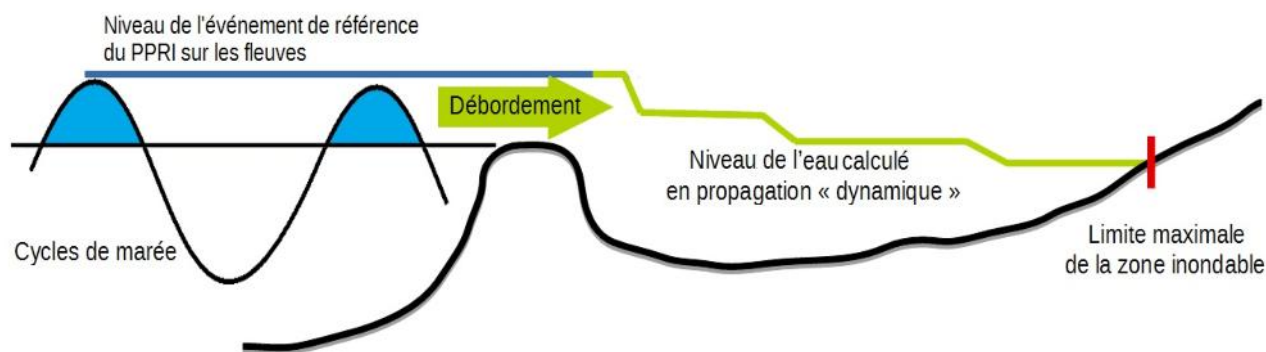 Niveau de l'événement de référence
du PPRI sur les fleuves
Débordement
Niveau de l'eau calculé
en propagation « dynamique »
Cycles de marée
Limite maximale
de la zone inondable